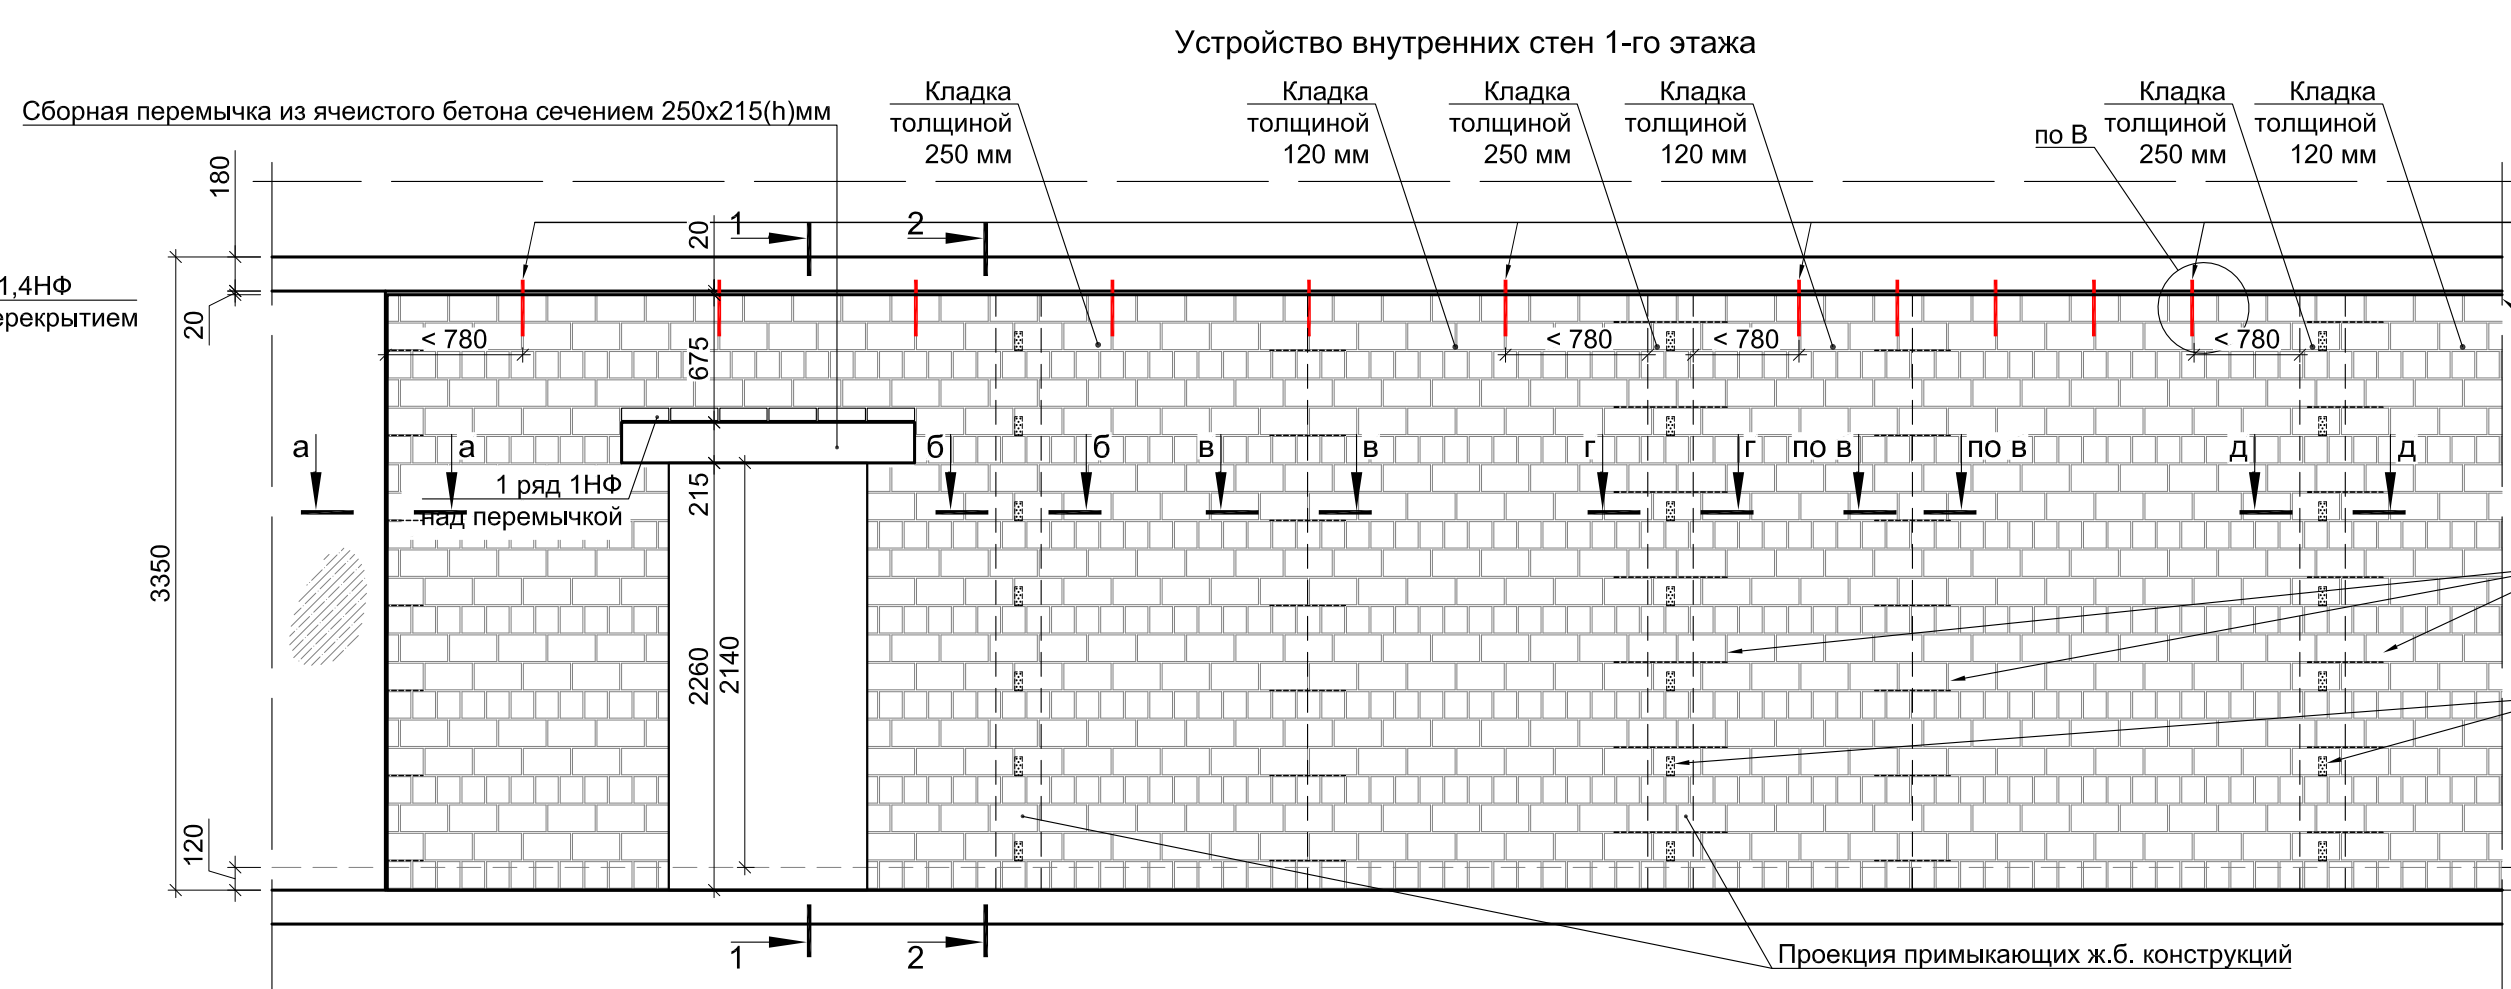 Устройство внутренних стен 1-го этажа
Сборная перемычка из ячеистого бетона сечением 250х215(h)мм
Кладка
толщиной
250 мм
Кладка
толщиной
120 мм
Кладка
толщиной
250 мм
Кладка
толщиной
120 мм
по В
Кладка
толщиной
250 мм
Кладка
толщиной
120 мм
180
20
1
2
1,4НФ
ерекрытием
20
< 780
675
< 780
< 780
< 780
а
а
б
б
в
в
г
г
по в
по в
д
д
1 ряд 1НФ
над перемычкой
215
3350
2260
2140
120
1
2
Проекция примыкающих ж.б. конструкций